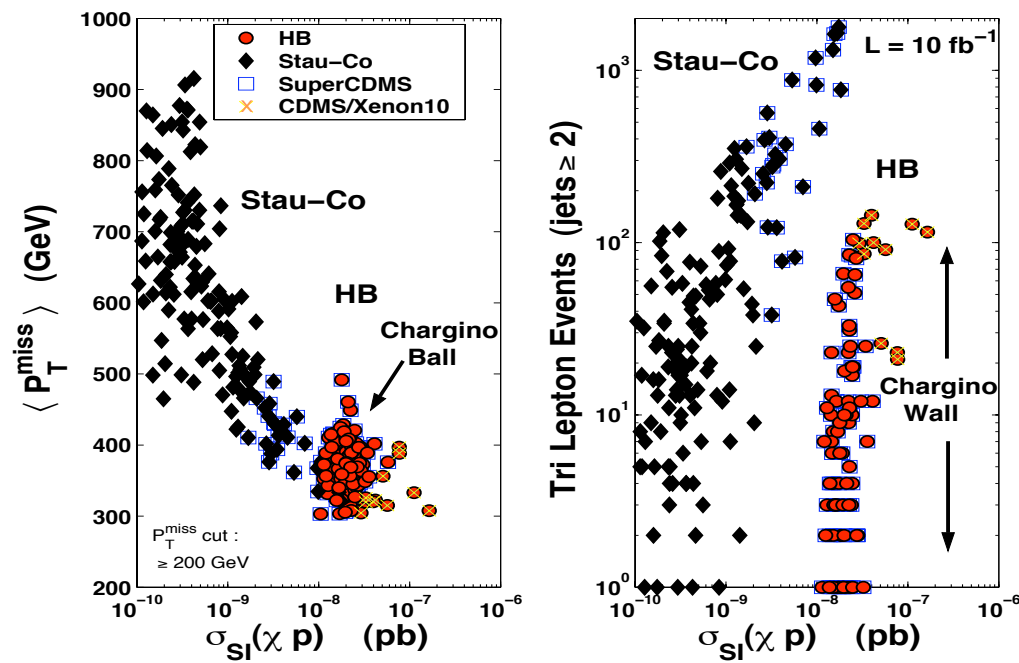 1000
900
800
700
600
500
400
300
200
⟨ P_T^miss ⟩ (GeV)
HB
Stau−Co
SuperCDMS
CDMS/Xenon10
Stau−Co
HB
Chargino
Ball
P_T^miss cut :
≥ 200 GeV
10^−10
10^−9
10^−8
10^−7
10^−6
σ_SI(χ p) (pb)
10^3
10^2
10^1
10^0
Tri Lepton Events (jets ≥ 2)
Stau−Co
L = 10 fb^−1
HB
Chargino
Wall
10^−10
10^−9
10^−8
10^−7
10^−6
σ_SI(χ p) (pb)